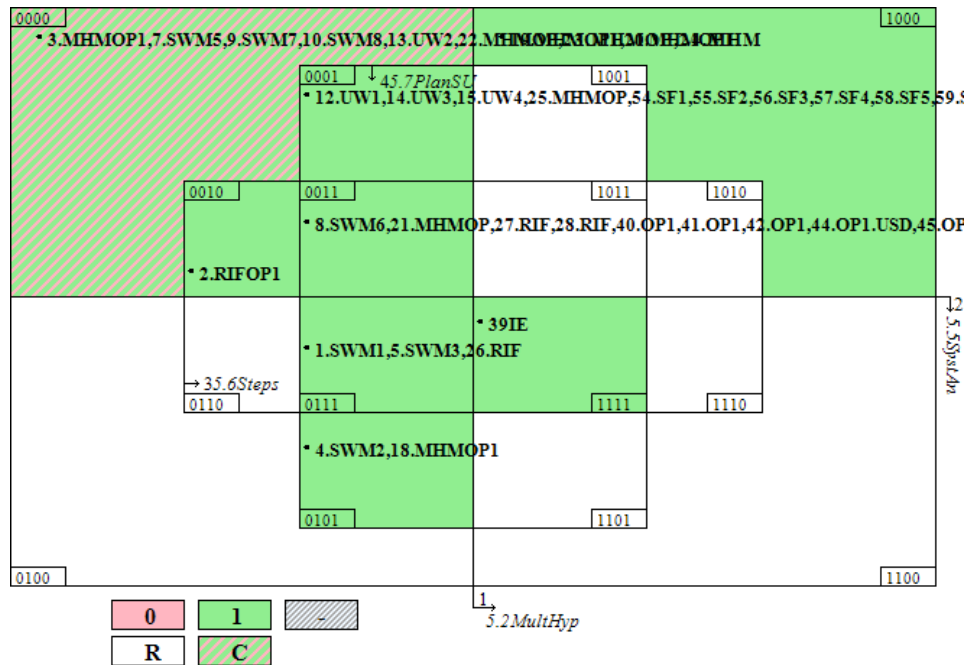 0000
1000
3.MHMOP1,7.SWM5,9.SWM7,10.SWM8,13.UW2,22.
0001
1001
45.7PlanSU
12.UW1,14.UW3,15.UW4,25.MHMOP,54.SF1,55.SF2,56.SF3,57.SF4,58.SF5,59.S
0010
0011
1011
1010
8.SWM6,21.MHMOP,27.RIF,28.RIF,40.OP1,41.OP1,42.OP1,44.OP1.USD,45.OP
2.RIFOP1
2
5.5SpstAn
39IE
1.SWM1,5.SWM3,26.RIF
35.6Steps
0110
0111
1111
1110
4.SWM2,18.MHMOP1
0101
1101
0100
1100
1
5.2MultHyp
0
1
-
R
C